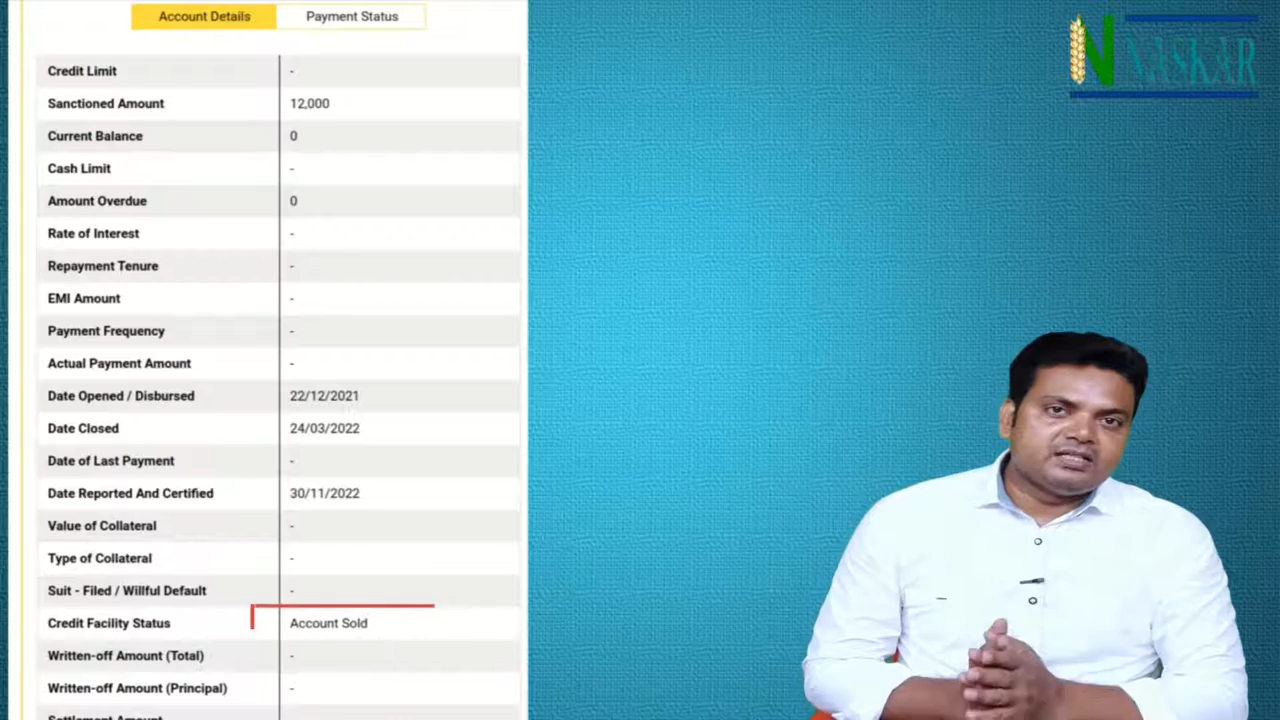 Account Details Payment Status
NASKAR
Credit Limit -
Sanctioned Amount 12,000
Current Balance 0
Cash Limit -
Amount Overdue 0
Rate of Interest -
Repayment Tenure -
EMI Amount -
Payment Frequency -
Actual Payment Amount -
Date Opened / Disbursed 22/12/2021
Date Closed 24/03/2022
Date of Last Payment -
Date Reported And Certified 30/11/2022
Value of Collateral -
Type of Collateral -
Suit - Filed / Willful Default -
Credit Facility Status Account Sold
Written-off Amount (Total) -
Written-off Amount (Principal) -
Settlement Amount